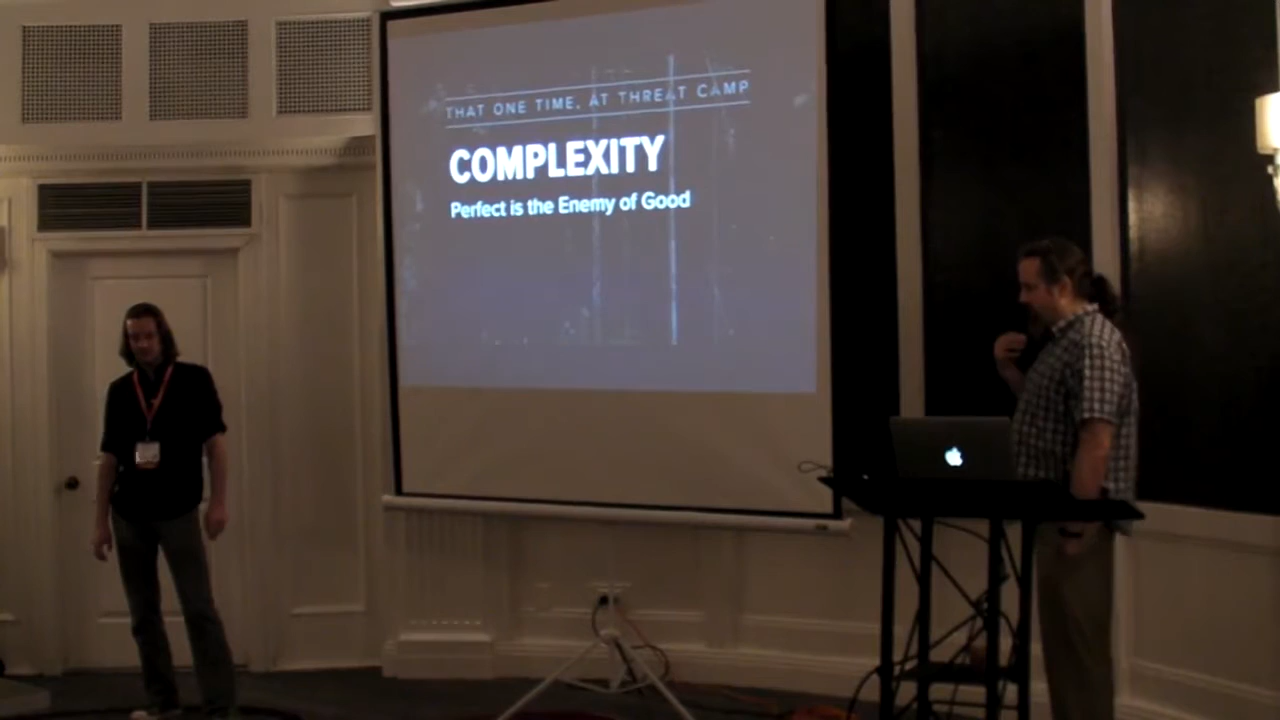 THAT ONE TIME, AT THREAT CAMP
COMPLEXITY
Perfect is the Enemy of Good